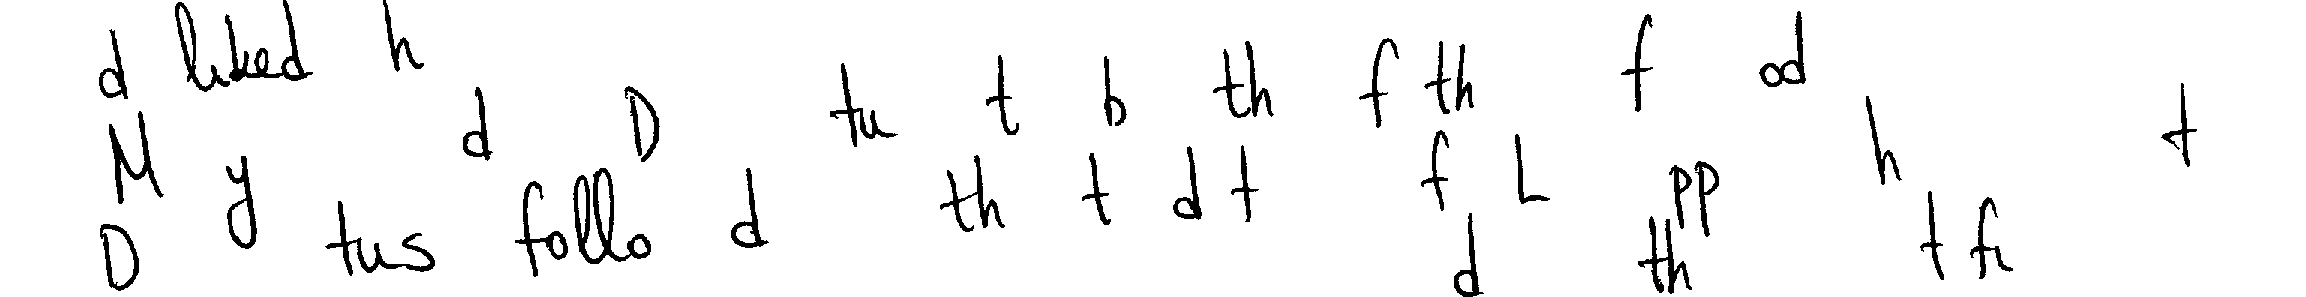 d liked h
d D tu t b th f th f od
M y th t d t f L pp h t
D tus follo d d th t fi